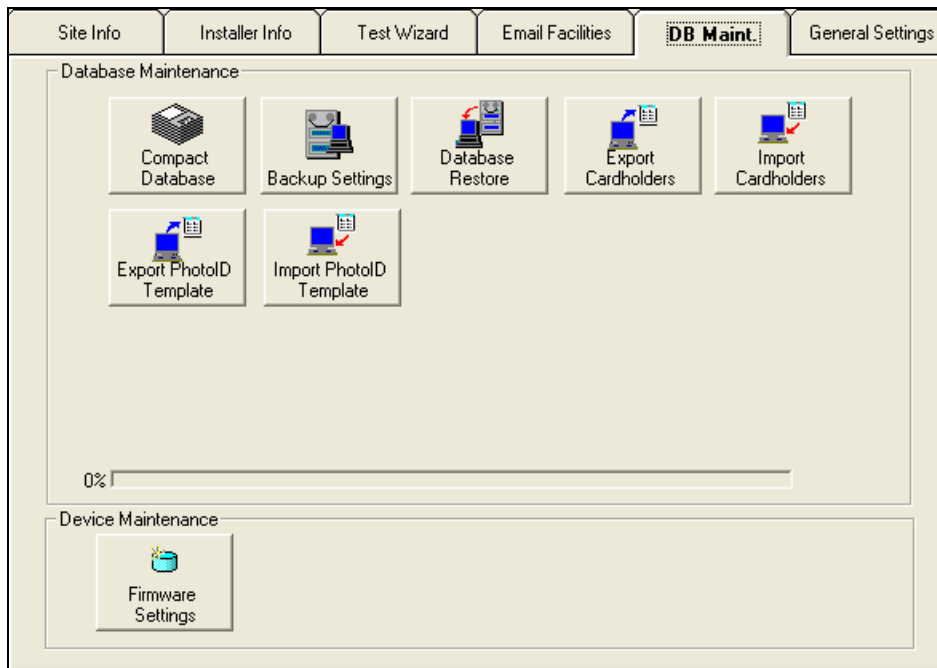 Site Info Installer Info Test Wizard Email Facilities DB Maint. General Settings
Database Maintenance
Compact Database
Backup Settings
Database Restore
Export Cardholders
Import Cardholders
Export PhotoID Template
Import PhotoID Template
0%
Device Maintenance
Firmware Settings